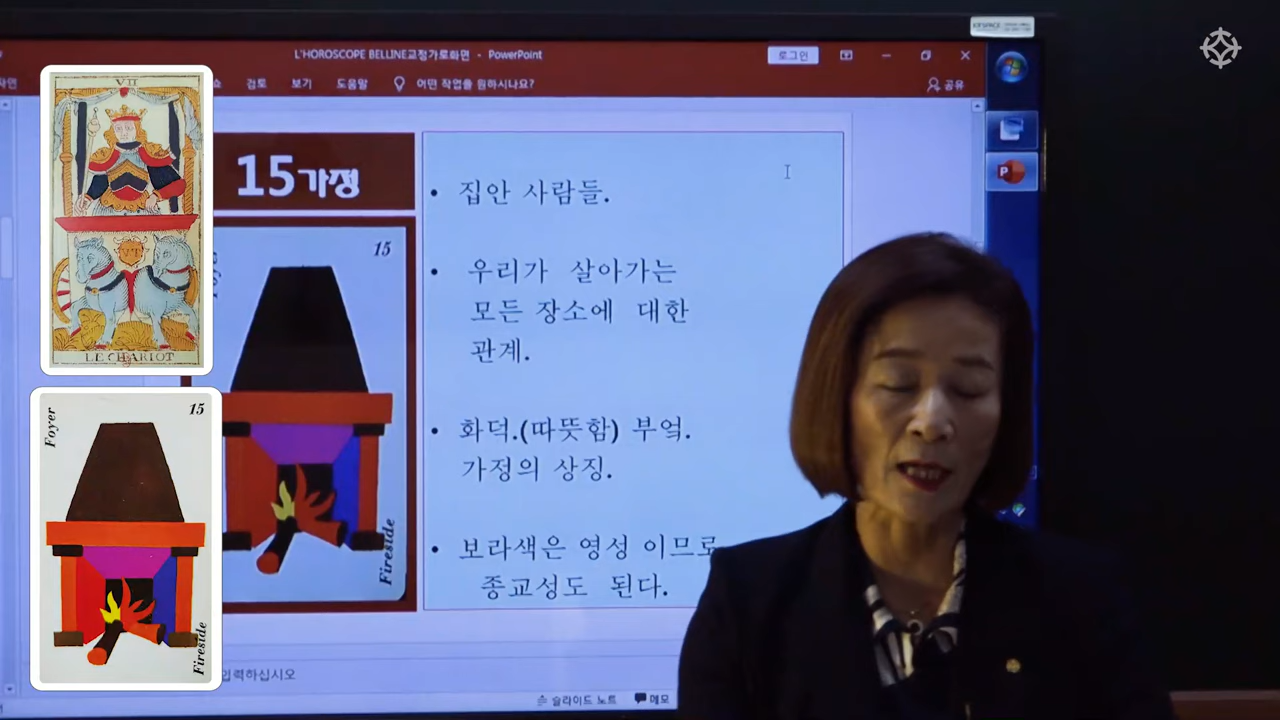 L'HOROSCOPE BELLINE교정가로화면 - PowerPoint
로그인
검토
보기
도움말
어떤 작업을 원하시나요?
공유
VII
LE CHARIOT
15
Foyer
Fireside
15가정
15
Fireside
• 집안 사람들.
• 우리가 살아가는
모든 장소에 대한
관계.
• 화덕.(따뜻함) 부엌.
가정의 상징.
• 보라색은 영성 이므로
종교성도 된다.
입력하십시오
슬라이드 노트
메모